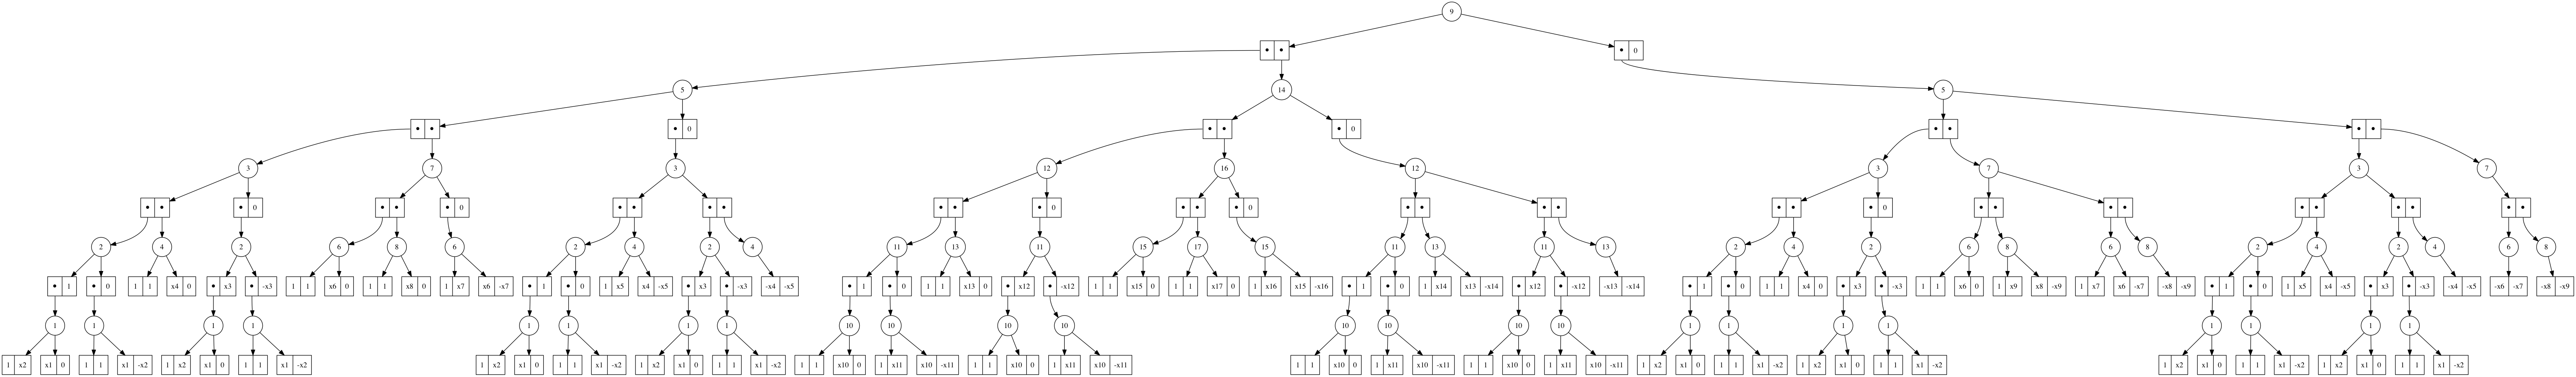 9
• • • 0
5 14 5
• • • 0 • • • 0 • • • •
3 7 3 12 16 12 3 7 3 7
• • • 0 • • • 0 • • • • • • • 0 • • • 0 • • • • • • • 0 • • • • • • • • • •
2 4 2 6 8 6 2 4 2 4 11 13 11 15 17 15 11 13 11 13 2 4 2 6 8 6 8 2 4 2 4 6 8
• 1 • 0 1 1 x4 0 • x3 • -x3 1 1 x6 0 1 1 x8 0 1 x7 x6 -x7 • 1 • 0 1 x5 x4 -x5 • x3 • -x3 -x4 -x5 • 1 • 0 1 1 x13 0 • x12 • -x12 1 1 x15 0 1 1 x17 0 1 x16 x15 -x16 • 1 • 0 1 x14 x13 -x14 • x12 • -x12 -x13 -x14 • 1 • 0 1 1 x4 0 • x3 • -x3 1 1 x6 0 1 x9 x8 -x9 1 x7 x6 -x7 -x8 -x9 • 1 • 0 1 x5 x4 -x5 • x3 • -x3 -x4 -x5 -x6 -x7 -x8 -x9
1 1 1 1 1 1 1 1 10 10 10 10 10 10 10 10 1 1 1 1 1 1 1 1
1 x2 x1 0 1 1 x1 -x2 1 x2 x1 0 1 1 x1 -x2 1 x2 x1 0 1 1 x1 -x2 1 x2 x1 0 1 1 x1 -x2 1 1 x10 0 1 x11 x10 -x11 1 1 x10 0 1 x11 x10 -x11 1 1 x10 0 1 x11 x10 -x11 1 1 x10 0 1 x11 x10 -x11 1 x2 x1 0 1 1 x1 -x2 1 x2 x1 0 1 1 x1 -x2 1 x2 x1 0 1 1 x1 -x2 1 x2 x1 0 1 1 x1 -x2